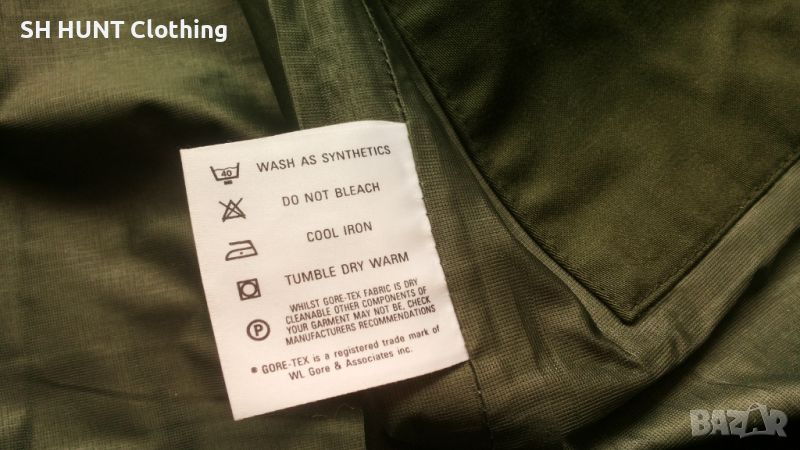 SH HUNT Clothing
40 WASH AS SYNTHETICS
DO NOT BLEACH
COOL IRON
TUMBLE DRY WARM
WHILST GORE-TEX FABRIC IS DRY
CLEANABLE OTHER COMPONENTS OF
P YOUR GARMENT MAY NOT BE, CHECK
MANUFACTURERS RECOMMENDATIONS
• GORE-TEX is a registered trade mark of
WL Gore & Associates inc.
BAZAR